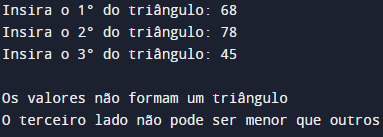 Insira o 1° do triângulo: 68
Insira o 2° do triângulo: 78
Insira o 3° do triângulo: 45
Os valores não formam um triângulo
O terceiro lado não pode ser menor que outros